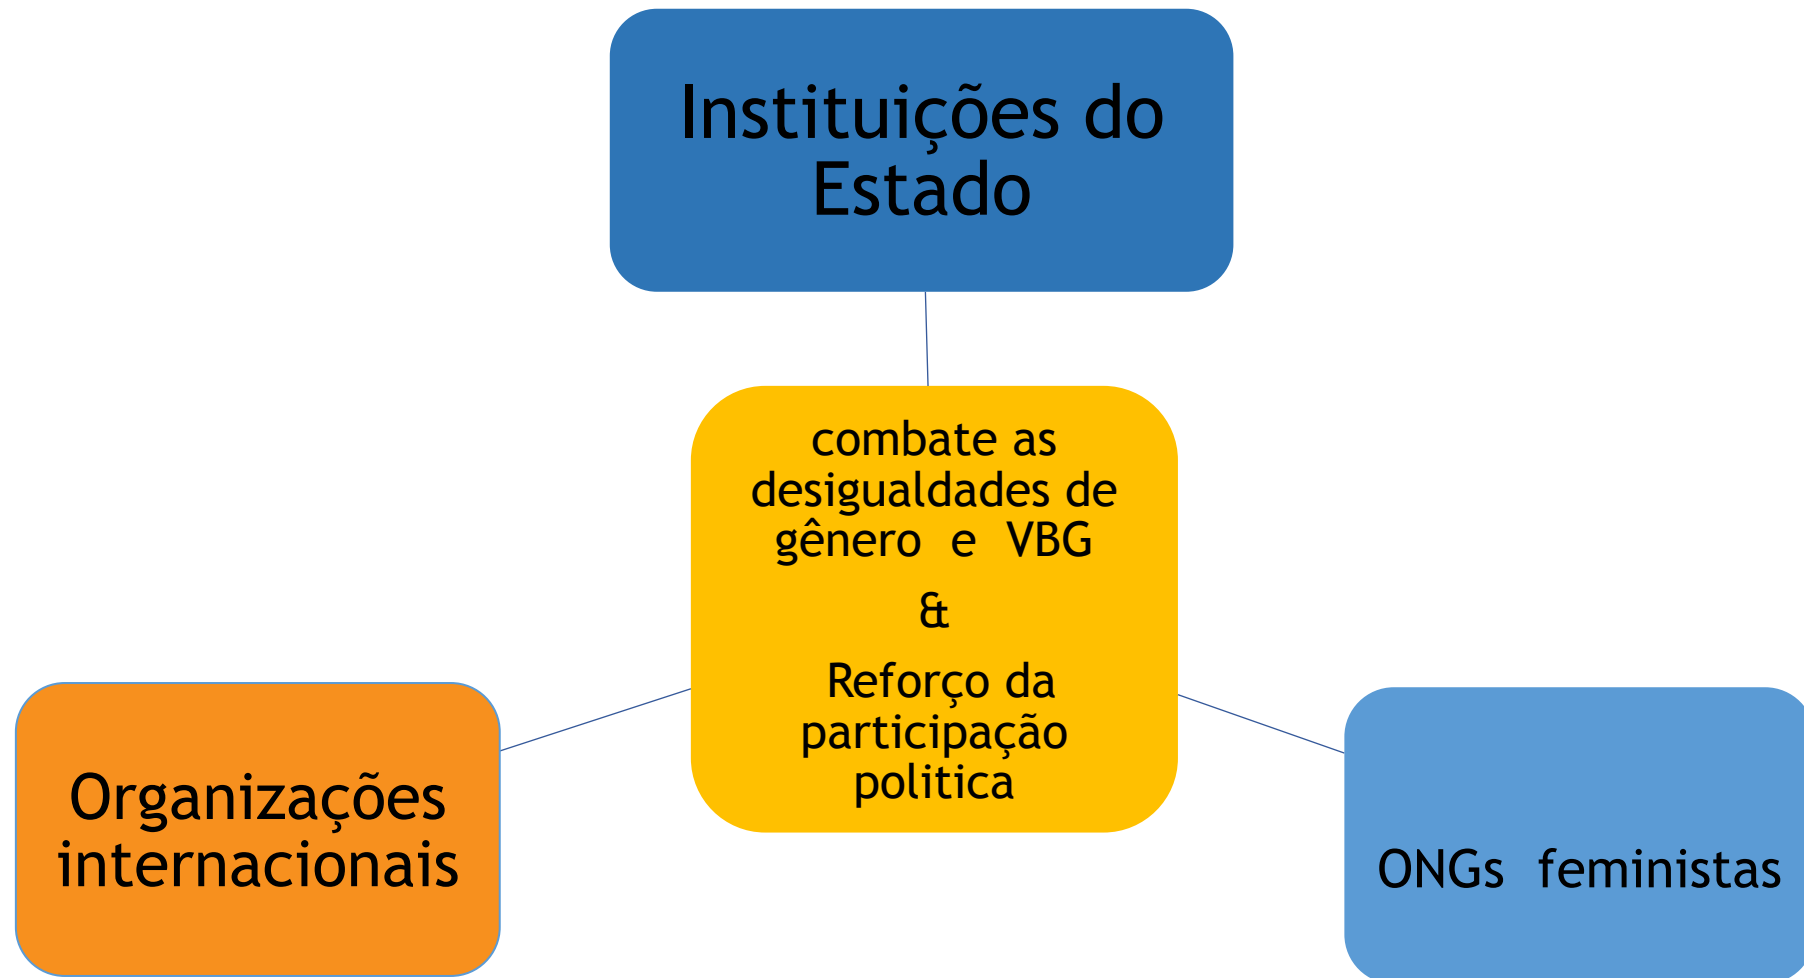 Instituições do
Estado
combate as
desigualdades de
gênero e VBG
&
Reforço da
participação
politica
Organizações
internacionais
ONGs feministas